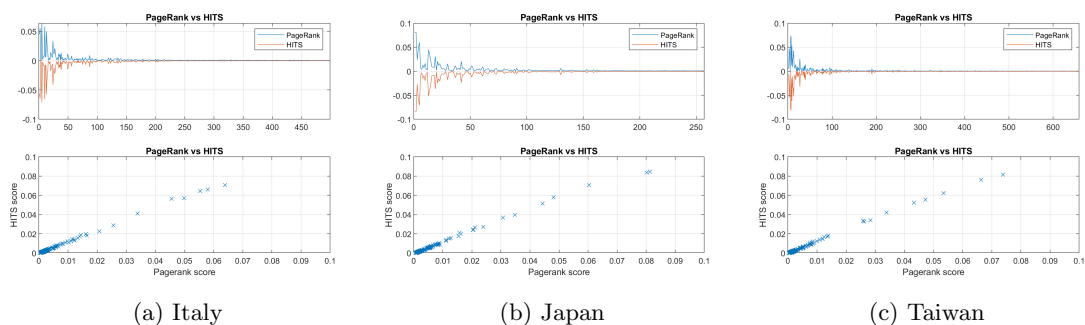 PageRank vs HITS
0.05
0
-0.05
-0.1
0 50 100 150 200 250 300 350 400 450
PageRank
HITS
PageRank vs HITS
0.1
0.08
0.06
0.04
0.02
0
HITS score
0 0.01 0.02 0.03 0.04 0.05 0.06 0.07 0.08 0.09 0.1
Pagerank score
(a) Italy
PageRank vs HITS
0.1
0.05
0
-0.05
-0.1
0 50 100 150 200 250
PageRank
HITS
PageRank vs HITS
0.1
0.08
0.06
0.04
0.02
0
HITS score
0 0.01 0.02 0.03 0.04 0.05 0.06 0.07 0.08 0.09 0.1
Pagerank score
(b) Japan
PageRank vs HITS
0.1
0.05
0
-0.05
-0.1
0 100 200 300 400 500 600
PageRank
HITS
PageRank vs HITS
0.1
0.08
0.06
0.04
0.02
0
HITS score
0 0.01 0.02 0.03 0.04 0.05 0.06 0.07 0.08 0.09 0.1
Pagerank score
(c) Taiwan